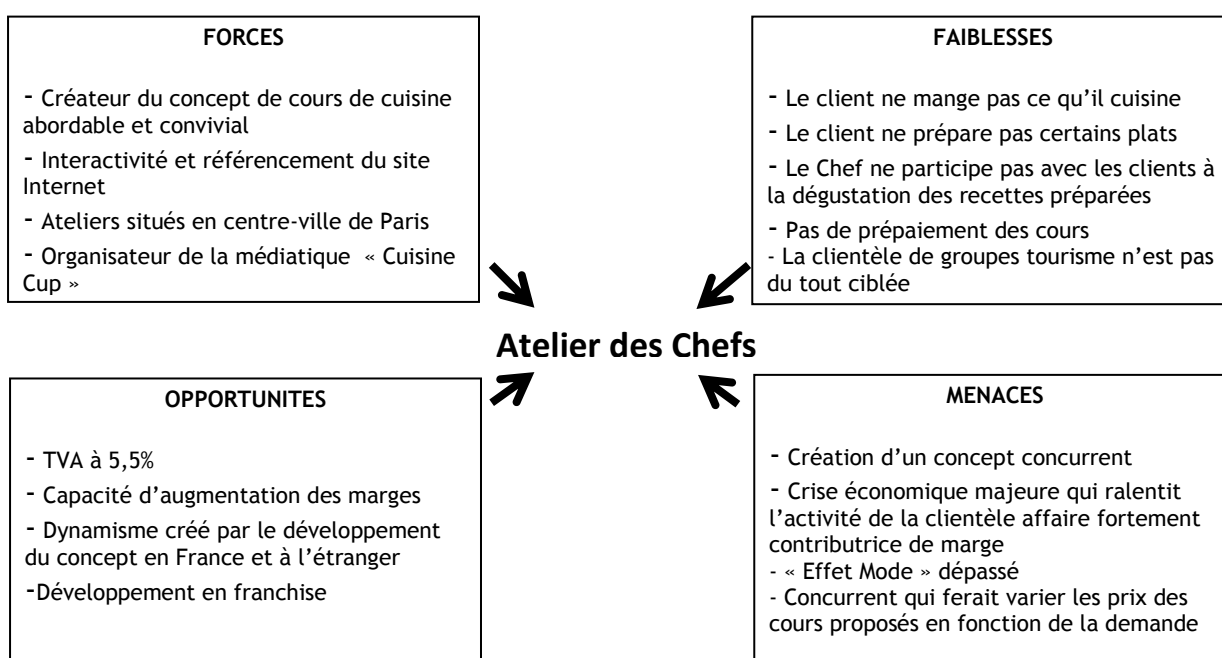 FORCES
- Créateur du concept de cours de cuisine
abordable et convivial
- Interactivité et référencement du site
Internet
- Ateliers situés en centre-ville de Paris
- Organisateur de la médiatique « Cuisine
Cup »
FAIBLESSES
- Le client ne mange pas ce qu’il cuisine
- Le client ne prépare pas certains plats
- Le Chef ne participe pas avec les clients à
la dégustation des recettes préparées
- Pas de prépaiement des cours
- La clientèle de groupes tourisme n’est pas
du tout ciblée
Atelier des Chefs
OPPORTUNITES
- TVA à 5,5%
- Capacité d’augmentation des marges
- Dynamisme créé par le développement
du concept en France et à l’étranger
-Développement en franchise
MENACES
- Création d’un concept concurrent
- Crise économique majeure qui ralentit
l’activité de la clientèle affaire fortement
contributrice de marge
- « Effet Mode » dépassé
- Concurrent qui ferait varier les prix des
cours proposés en fonction de la demande